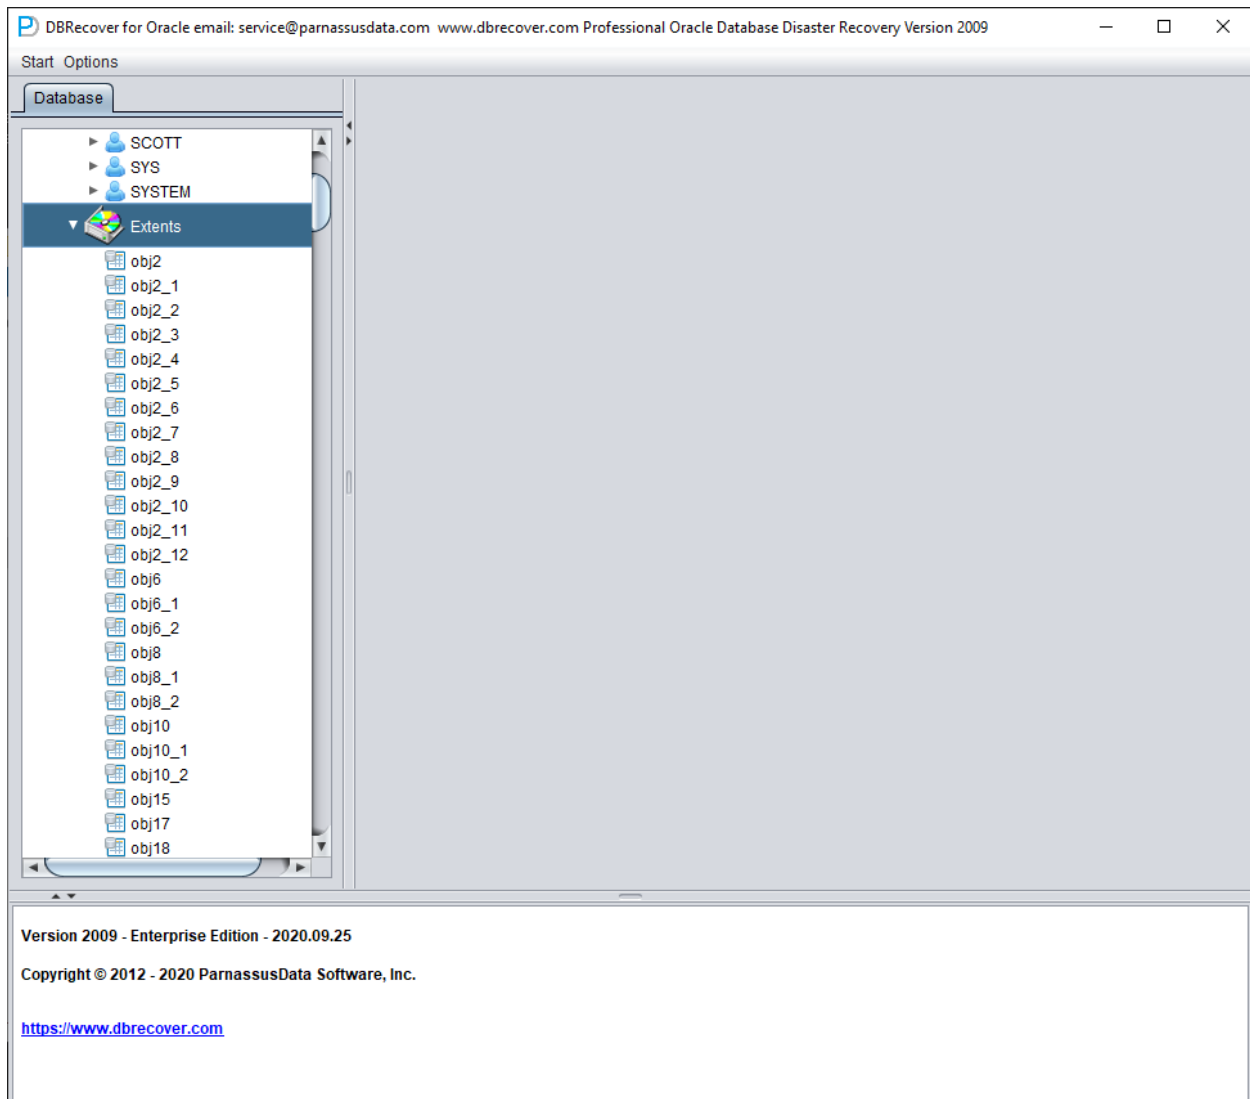 DBRecover for Oracle email: service@parnassusdata.com  www.dbrecover.com Professional Oracle Database Disaster Recovery Version 2009
Start Options
Database
SCOTT
SYS
SYSTEM
Extents
obj2
obj2_1
obj2_2
obj2_3
obj2_4
obj2_5
obj2_6
obj2_7
obj2_8
obj2_9
obj2_10
obj2_11
obj2_12
obj6
obj6_1
obj6_2
obj8
obj8_1
obj8_2
obj10
obj10_1
obj10_2
obj15
obj17
obj18
Version 2009 - Enterprise Edition - 2020.09.25
Copyright © 2012 - 2020 ParnassusData Software, Inc.
https://www.dbrecover.com